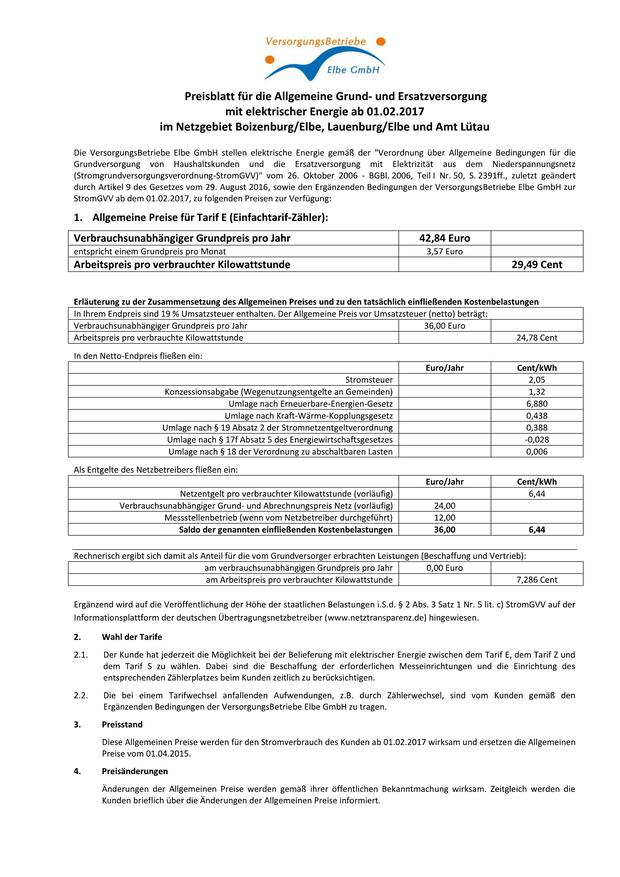 VersorgungsBetriebe
Elbe GmbH
Preisblatt für die Allgemeine Grund- und Ersatzversorgung
mit elektrischer Energie ab 01.02.2017
im Netzgebiet Boizenburg/Elbe, Lauenburg/Elbe und Amt Lütau
Die VersorgungsBetriebe Elbe GmbH stellen elektrische Energie gemäß der "Verordnung über Allgemeine Bedingungen für die
Grundversorgung von Haushaltskunden und die Ersatzversorgung mit Elektrizität aus dem Niederspannungsnetz
(Stromgrundversorgungsverordnung-StromGVV)" vom 26. Oktober 2006 - BGBl. 2006, Teil I Nr. 50, S. 2391ff., zuletzt geändert
durch Artikel 9 des Gesetzes vom 29. August 2016, sowie den Ergänzenden Bedingungen der VersorgungsBetriebe Elbe GmbH zur
StromGVV ab dem 01.02.2017, zu folgenden Preisen zur Verfügung:
1. Allgemeine Preise für Tarif E (Einfachtarif-Zähler):
Verbrauchsunabhängiger Grundpreis pro Jahr 42,84 Euro
entspricht einem Grundpreis pro Monat 3,57 Euro
Arbeitspreis pro verbrauchter Kilowattstunde 29,49 Cent
Erläuterung zu der Zusammensetzung des Allgemeinen Preises und zu den tatsächlich einfließenden Kostenbelastungen
In Ihrem Endpreis sind 19 % Umsatzsteuer enthalten. Der Allgemeine Preis vor Umsatzsteuer (netto) beträgt:
Verbrauchsunabhängiger Grundpreis pro Jahr 36,00 Euro
Arbeitspreis pro verbrauchte Kilowattstunde 24,78 Cent
In den Netto-Endpreis fließen ein:
Euro/Jahr Cent/kWh
Stromsteuer 2,05
Konzessionsabgabe (Wegenutzungsentgelte an Gemeinden) 1,32
Umlage nach Erneuerbare-Energien-Gesetz 6,880
Umlage nach Kraft-Wärme-Kopplungsgesetz 0,438
Umlage nach § 19 Absatz 2 der Stromnetzentgeltverordnung 0,388
Umlage nach § 17f Absatz 5 des Energiewirtschaftsgesetzes -0,028
Umlage nach § 18 der Verordnung zu abschaltbaren Lasten 0,006
Als Entgelte des Netzbetreibers fließen ein:
Euro/Jahr Cent/kWh
Netzentgelt pro verbrauchter Kilowattstunde (vorläufig) 6,44
Verbrauchsunabhängiger Grund- und Abrechnungspreis Netz (vorläufig) 24,00
Messstellenbetrieb (wenn vom Netzbetreiber durchgeführt) 12,00
Saldo der genannten einfließenden Kostenbelastungen 36,00 6,44
Rechnerisch ergibt sich damit als Anteil für die vom Grundversorger erbrachten Leistungen (Beschaffung und Vertrieb):
am verbrauchsunabhängigen Grundpreis pro Jahr 0,00 Euro
am Arbeitspreis pro verbrauchter Kilowattstunde 7,286 Cent
Ergänzend wird auf die Veröffentlichung der Höhe der staatlichen Belastungen i.S.d. § 2 Abs. 3 Satz 1 Nr. 5 lit. c) StromGVV auf der
Informationsplattform der deutschen Übertragungsnetzbetreiber (www.netztransparenz.de) hingewiesen.
2. Wahl der Tarife
2.1. Der Kunde hat jederzeit die Möglichkeit bei der Belieferung mit elektrischer Energie zwischen dem Tarif E, dem Tarif Z und
dem Tarif S zu wählen. Dabei sind die Beschaffung der erforderlichen Messeinrichtungen und die Einrichtung des
entsprechenden Zählerplatzes beim Kunden zeitlich zu berücksichtigen.
2.2. Die bei einem Tarifwechsel anfallenden Aufwendungen, z.B. durch Zählerwechsel, sind vom Kunden gemäß den
Ergänzenden Bedingungen der VersorgungsBetriebe Elbe GmbH zu tragen.
3. Preisstand
Diese Allgemeinen Preise werden für den Stromverbrauch des Kunden ab 01.02.2017 wirksam und ersetzen die Allgemeinen
Preise vom 01.04.2015.
4. Preisänderungen
Änderungen der Allgemeinen Preise werden gemäß ihrer öffentlichen Bekanntmachung wirksam. Zeitgleich werden die
Kunden brieflich über die Änderungen der Allgemeinen Preise informiert.